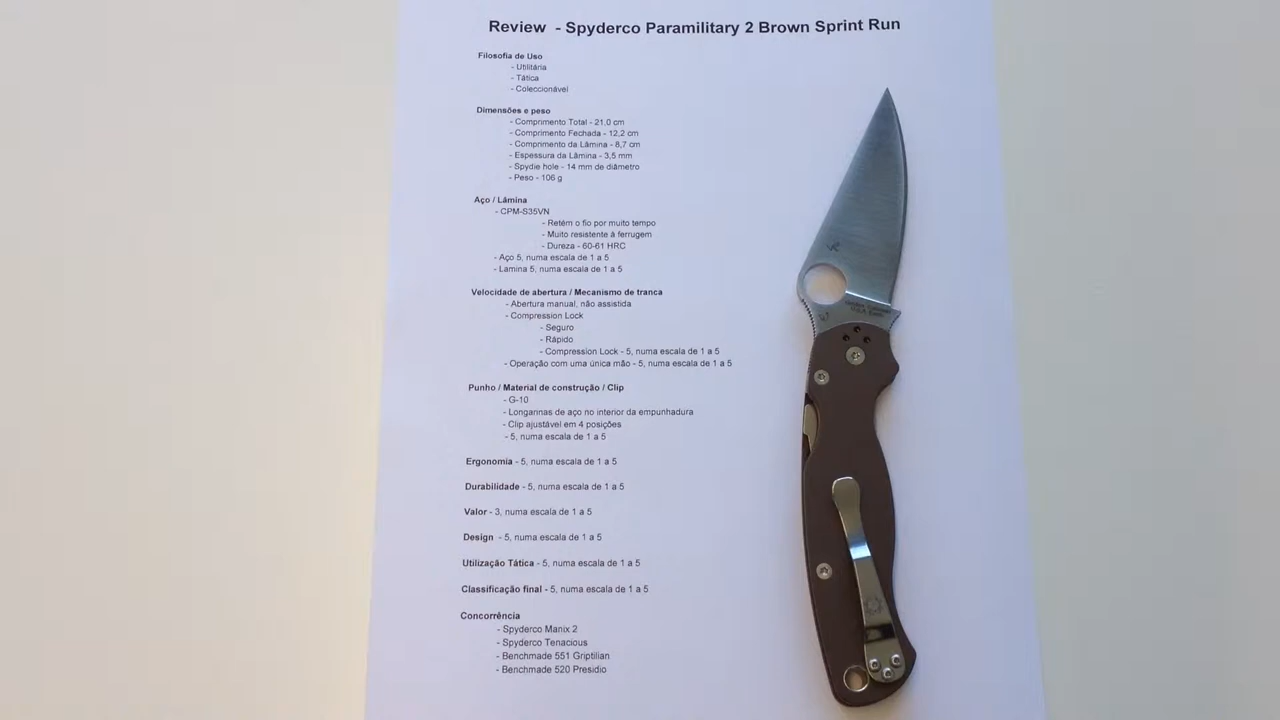 Review - Spyderco Paramilitary 2 Brown Sprint Run
Filosofia de Uso
- Utilitária
- Tática
- Coleccionável
Dimensões e peso
- Comprimento Total - 21,0 cm
- Comprimento Fechada - 12,2 cm
- Comprimento da Lâmina - 8,7 cm
- Espessura da Lâmina - 3,5 mm
- Spydie hole - 14 mm de diâmetro
- Peso - 106 g
Aço / Lâmina
- CPM-S35VN
- Retém o fio por muito tempo
- Muito resistente à ferrugem
- Dureza - 60-61 HRC
- Aço 5, numa escala de 1 a 5
- Lamina 5, numa escala de 1 a 5
Velocidade de abertura / Mecanismo de tranca
- Abertura manual, não assistida
- Compression Lock
- Seguro
- Rápido
- Compression Lock - 5, numa escala de 1 a 5
- Operação com uma única mão - 5, numa escala de 1 a 5
Punho / Material de construção / Clip
- G-10
- Longarinas de aço no interior da empunhadura
- Clip ajustável em 4 posições
- 5, numa escala de 1 a 5
Ergonomia - 5, numa escala de 1 a 5
Durabilidade - 5, numa escala de 1 a 5
Valor - 3, numa escala de 1 a 5
Design - 5, numa escala de 1 a 5
Utilização Tática - 5, numa escala de 1 a 5
Classificação final - 5, numa escala de 1 a 5
Concorrência
- Spyderco Manix 2
- Spyderco Tenacious
- Benchmade 551 Griptilian
- Benchmade 520 Presidio